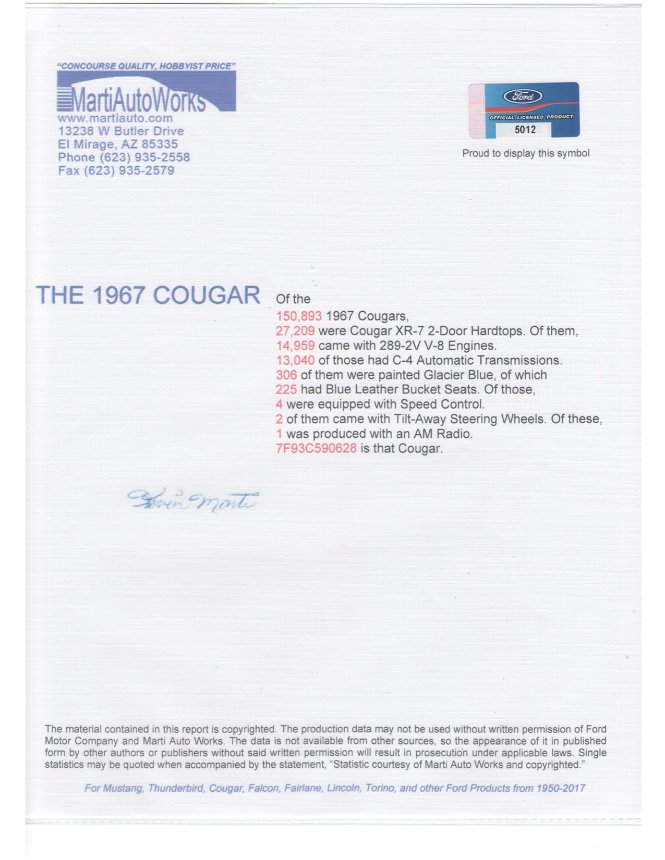 "CONCOURSE QUALITY, HOBBYIST PRICE"
MartiAutoWorks
www.martiauto.com
13238 W Butler Drive
El Mirage, AZ 85335
Phone (623) 935-2558
Fax (623) 935-2579
Ford
OFFICIAL LICENSED PRODUCT
5012
Proud to display this symbol
THE 1967 COUGAR
Of the
150,893 1967 Cougars,
27,209 were Cougar XR-7 2-Door Hardtops. Of them,
14,959 came with 289-2V V-8 Engines.
13,040 of those had C-4 Automatic Transmissions.
306 of them were painted Glacier Blue, of which
225 had Blue Leather Bucket Seats. Of those,
4 were equipped with Speed Control.
2 of them came with Tilt-Away Steering Wheels. Of these,
1 was produced with an AM Radio.
7F93C590628 is that Cougar.
Kevin Marti
The material contained in this report is copyrighted. The production data may not be used without written permission of Ford
Motor Company and Marti Auto Works. The data is not available from other sources, so the appearance of it in published
form by other authors or publishers without said written permission will result in prosecution under applicable laws. Single
statistics may be quoted when accompanied by the statement, "Statistic courtesy of Marti Auto Works and copyrighted."
For Mustang, Thunderbird, Cougar, Falcon, Fairlane, Lincoln, Torino, and other Ford Products from 1950-2017